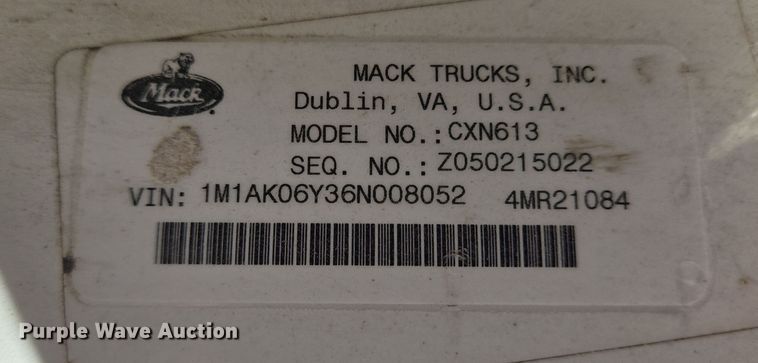 Mack
MACK TRUCKS, INC.
Dublin, VA, U.S.A.
MODEL NO.: CXN613
SEQ. NO.: Z050215022
VIN: 1M1AK06Y36N008052 4MR21084
Purple Wave Auction